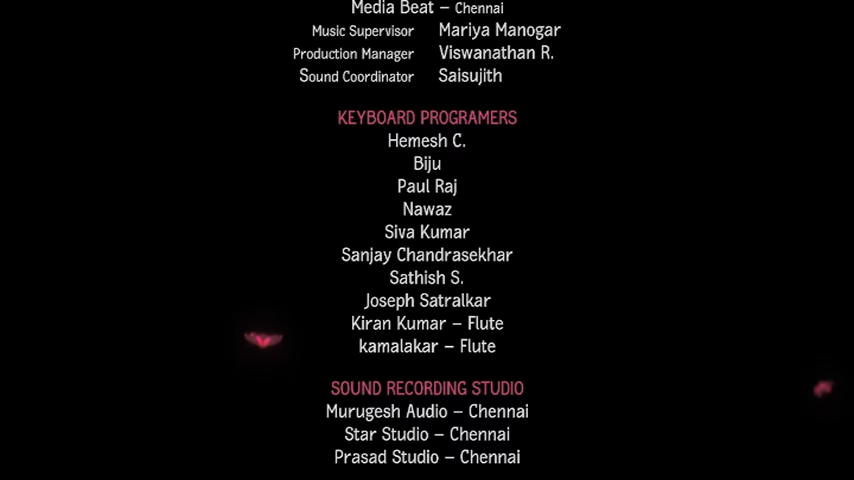 Media Beat – Chennai
Music Supervisor Mariya Manogar
Production Manager Viswanathan R.
Sound Coordinator Saisujith
KEYBOARD PROGRAMERS
Hemesh C.
Biju
Paul Raj
Nawaz
Siva Kumar
Sanjay Chandrasekhar
Sathish S.
Joseph Satralkar
Kiran Kumar – Flute
kamalakar – Flute
SOUND RECORDING STUDIO
Murugesh Audio – Chennai
Star Studio – Chennai
Prasad Studio – Chennai